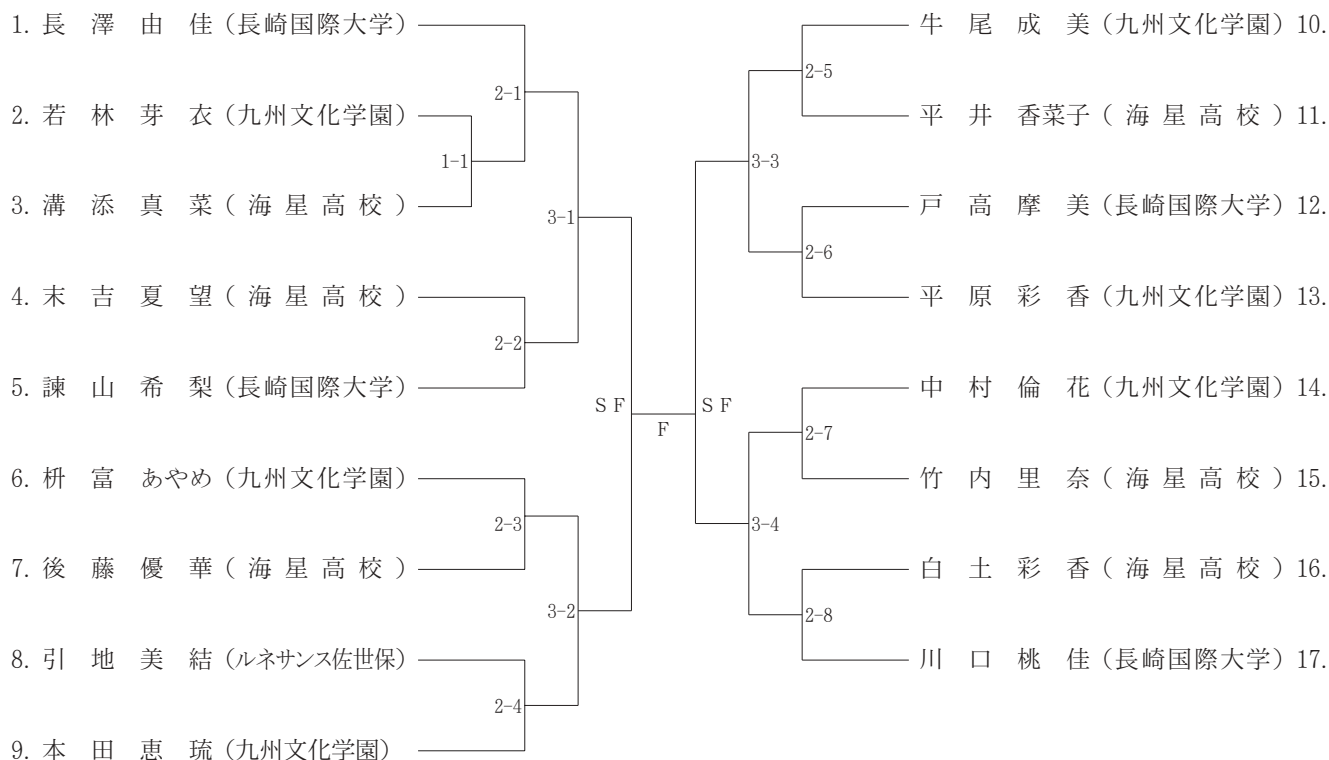 1. 長澤由佳（長崎国際大学）
2. 若林芽衣（九州文化学園）
3. 溝添真菜（海星高校）
4. 末吉夏望（海星高校）
5. 諫山希梨（長崎国際大学）
6. 枡富あやめ（九州文化学園）
7. 後藤優華（海星高校）
8. 引地美結（ルネサンス佐世保）
9. 本田恵琉（九州文化学園）
2-1
1-1
3-1
2-2
2-3
3-2
2-4
S F
F
S F
2-5
3-3
2-6
2-7
3-4
2-8
牛尾成美（九州文化学園）10.
平井香菜子（海星高校）11.
戸高摩美（長崎国際大学）12.
平原彩香（九州文化学園）13.
中村倫花（九州文化学園）14.
竹内里奈（海星高校）15.
白土彩香（海星高校）16.
川口桃佳（長崎国際大学）17.